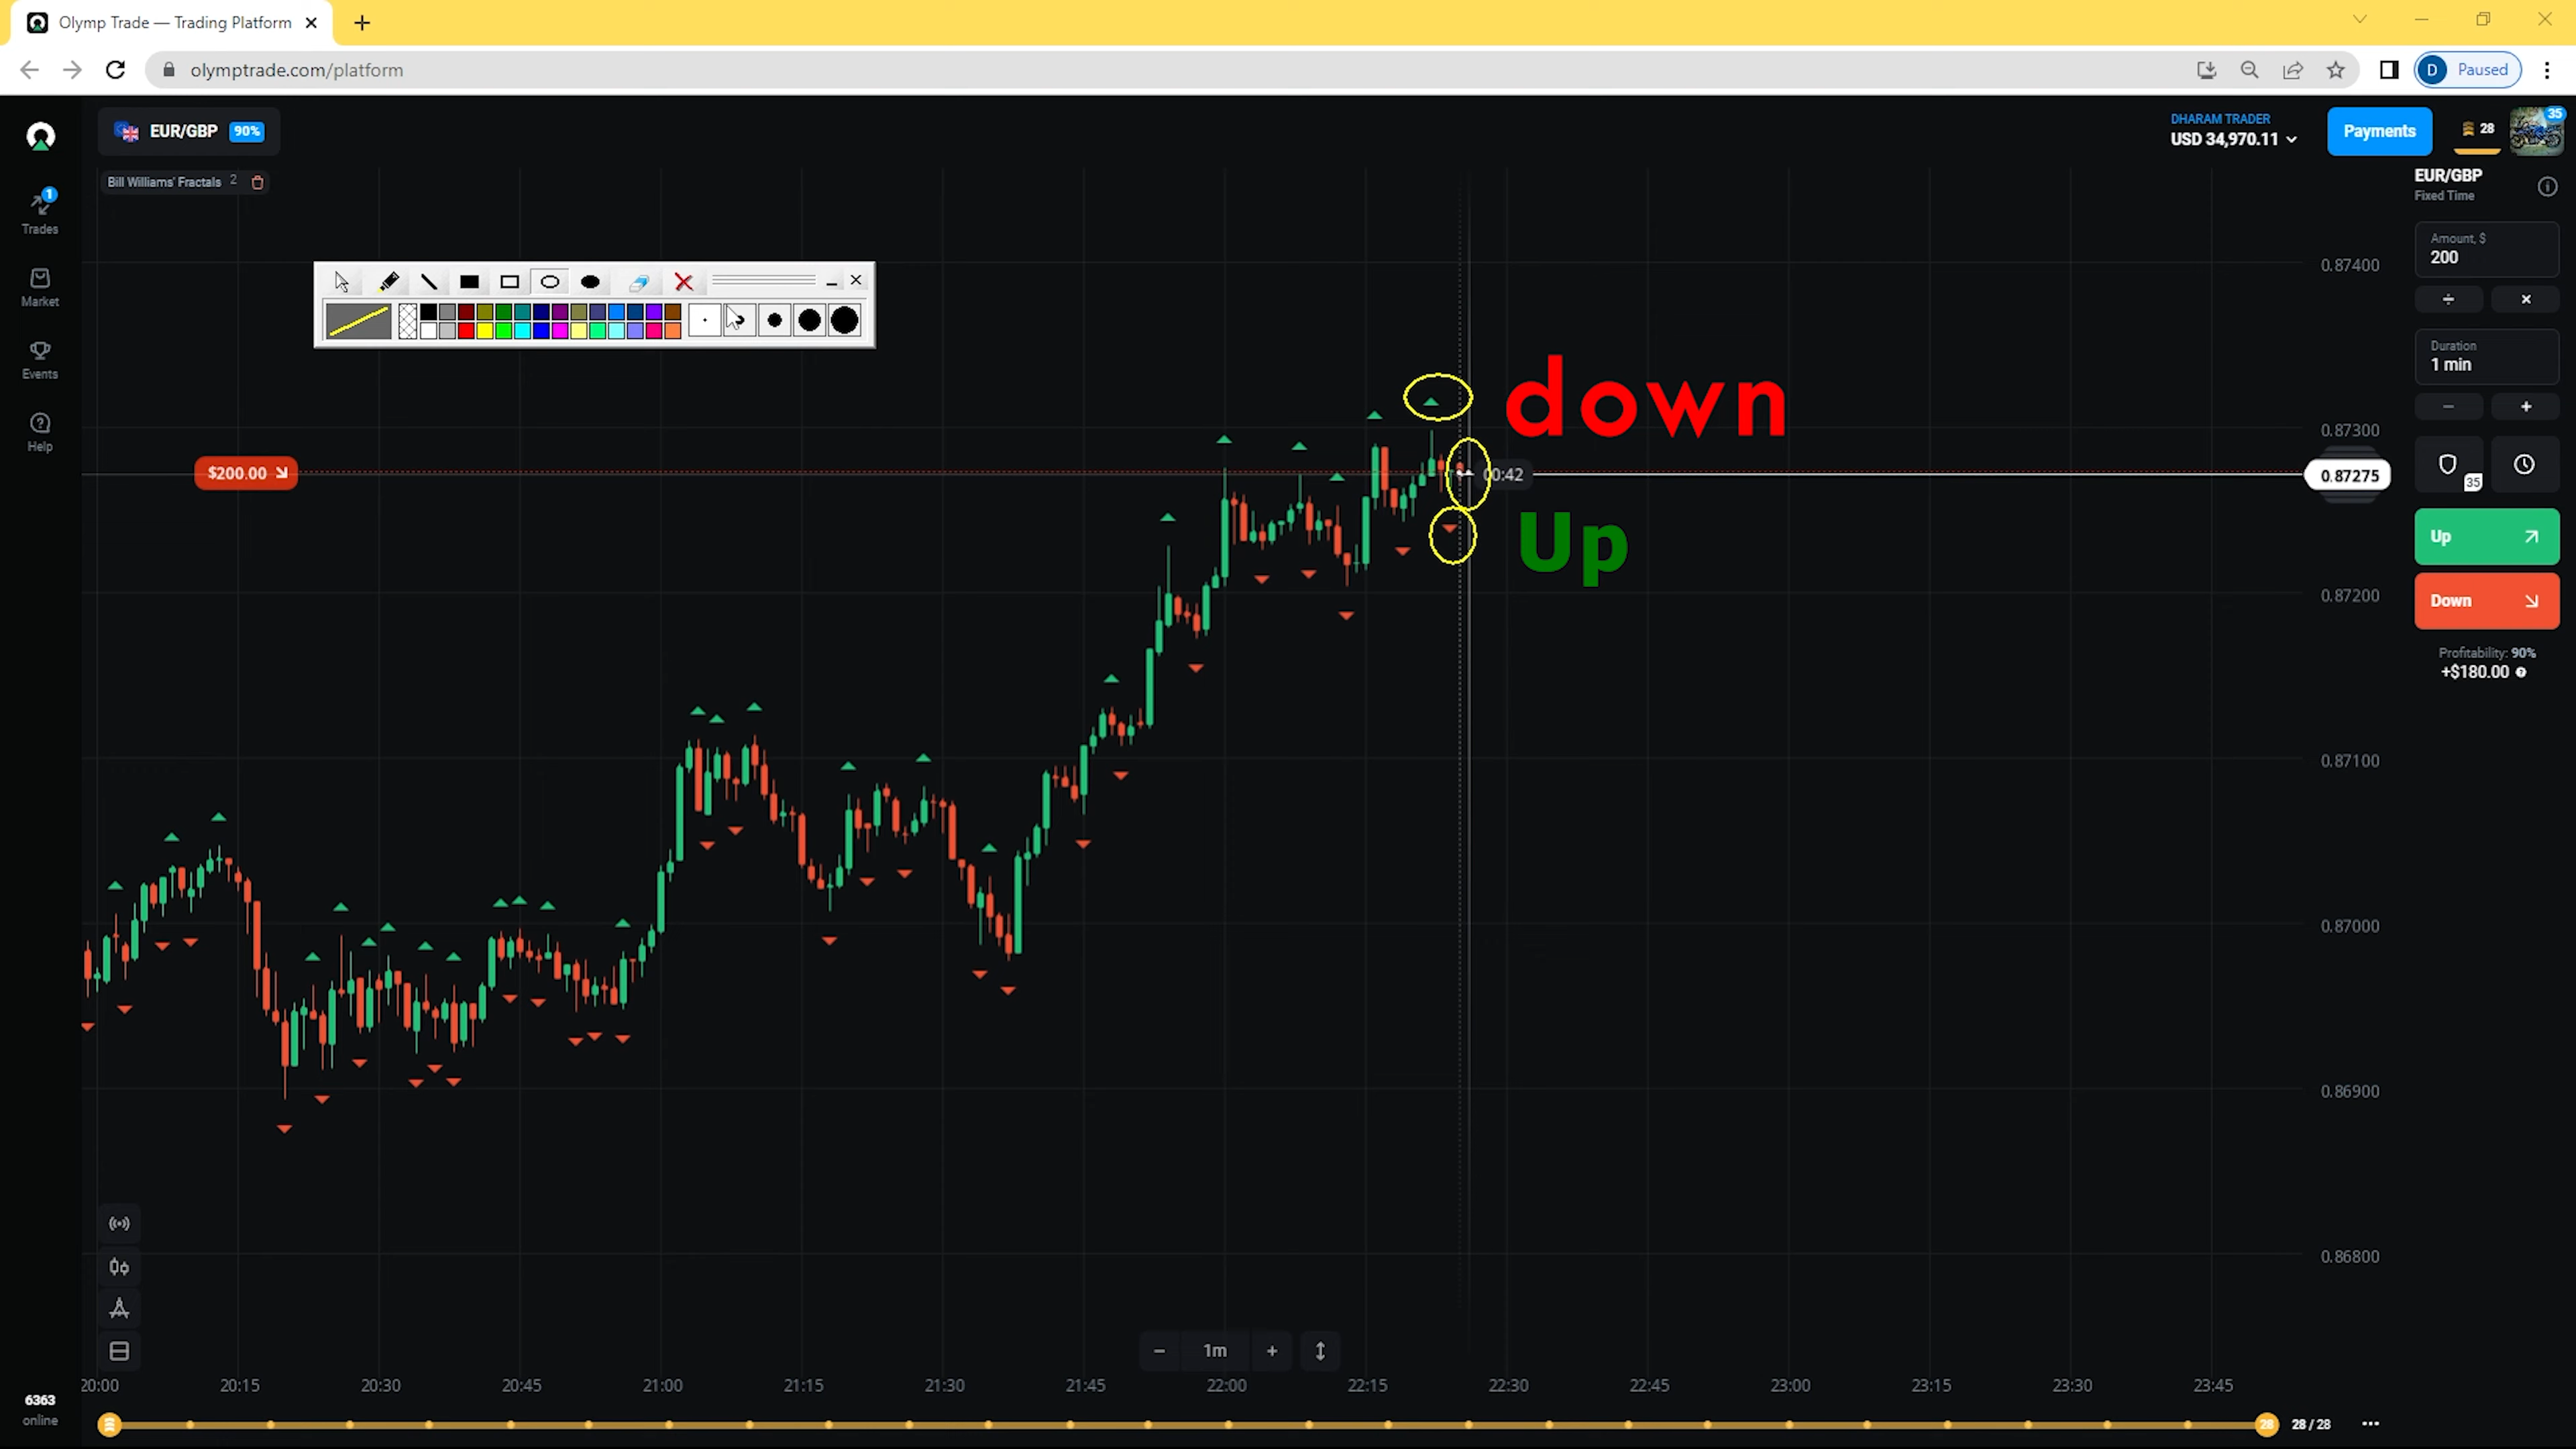 Olymp Trade — Trading Platform
olymptrade.com/platform
D Paused
EUR/GBP 90%
DHARAM TRADER
USD 34,970.11
Payments
28
35
Bill Williams' Fractals 2
1
Trades
Market
Events
Help
EUR/GBP
Fixed Time
Amount, $
200
÷ ×
Duration
1 min
− +
35
Up
Down
Profitability: 90%
+$180.00
down
$200.00
00:42
Up
0.87400
0.87300
0.87275
0.87200
0.87100
0.87000
0.86900
0.86800
− 1m +
20:00 20:15 20:30 20:45 21:00 21:15 21:30 21:45 22:00 22:15 22:30 22:45 23:00 23:15 23:30 23:45
6363
online
28 28 / 28